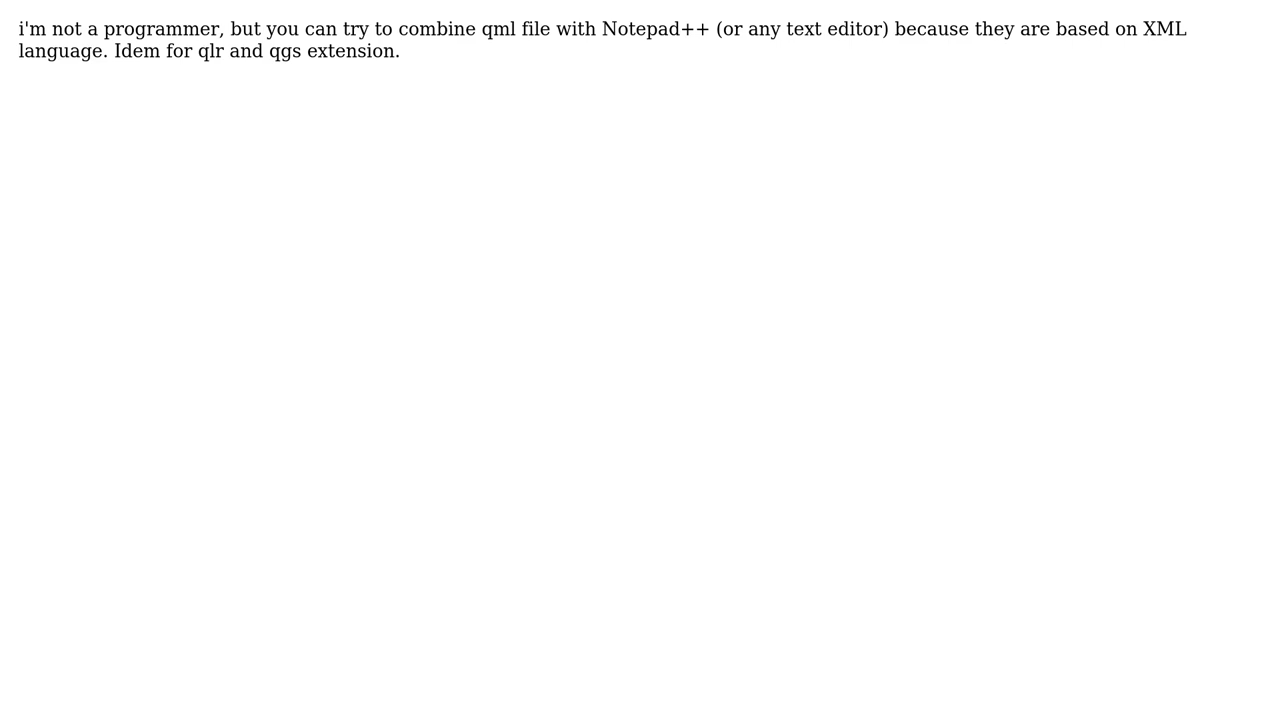 i'm not a programmer, but you can try to combine qml file with Notepad++ (or any text editor) because they are based on XML
language. Idem for qlr and qgs extension.